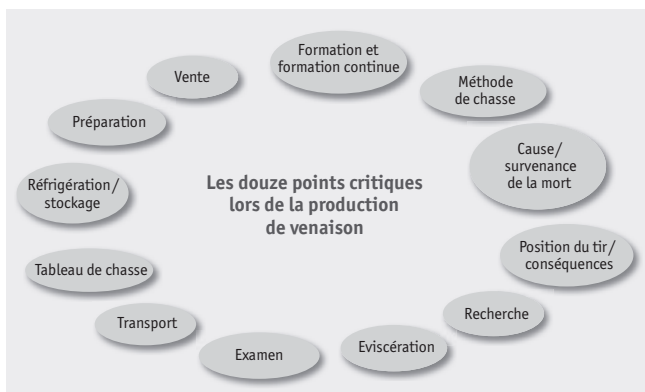 Formation et
formation continue
Méthode
de chasse
Cause/
survenance
de la mort
Position du tir/
conséquences
Recherche
Eviscération
Examen
Transport
Tableau de chasse
Réfrigération/
stockage
Préparation
Vente
Les douze points critiques
lors de la production
de venaison